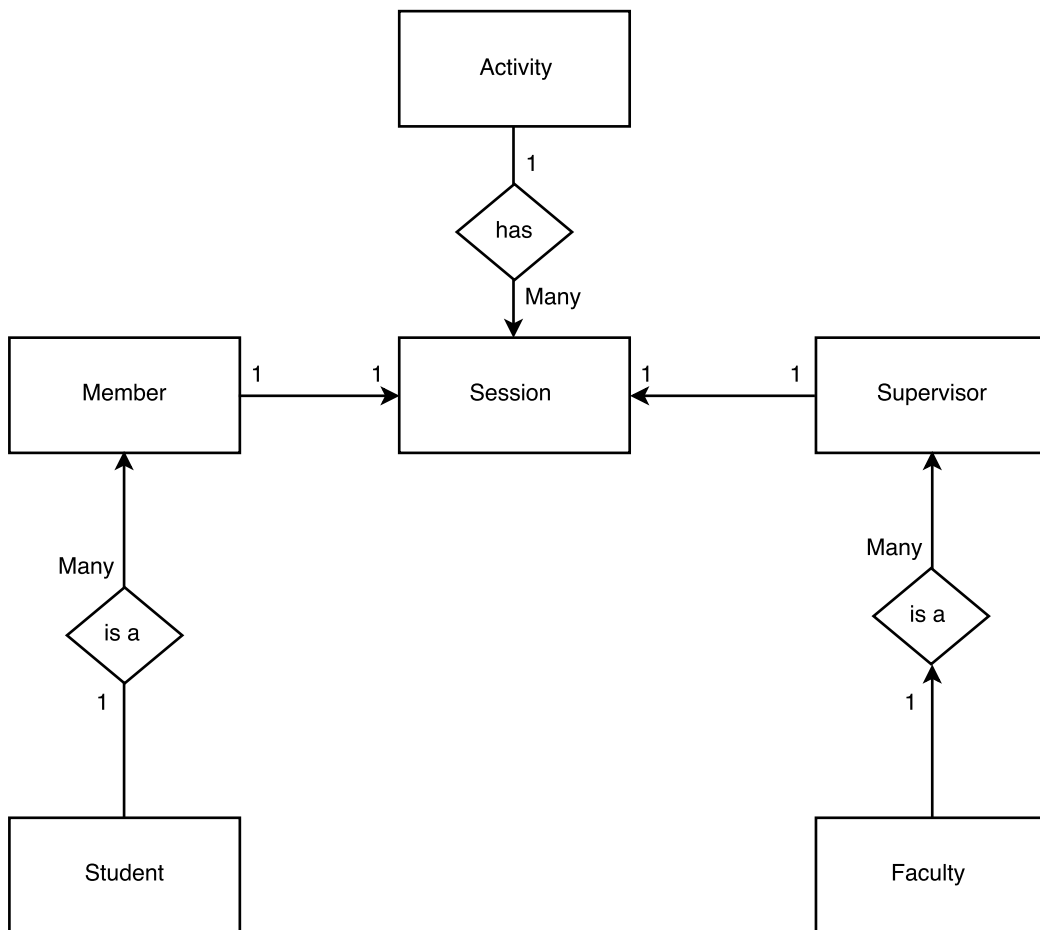 Activity
1
has
Many
Member
1
1
Session
1
1
Supervisor
Many
is a
1
Many
is a
1
Student
Faculty